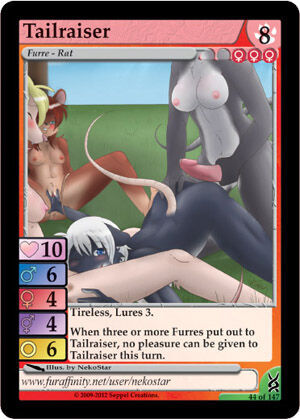 Tailraiser
8
Furre - Rat
10
6
4
4
6
Tireless, Lures 3.
When three or more Furres put out to
Tailraiser, no pleasure can be given to
Tailraiser this turn.
Illus. by NekoStar
www.furaffinity.net/user/nekostar
44 of 147
© 2009-2012 Seppel Creations.